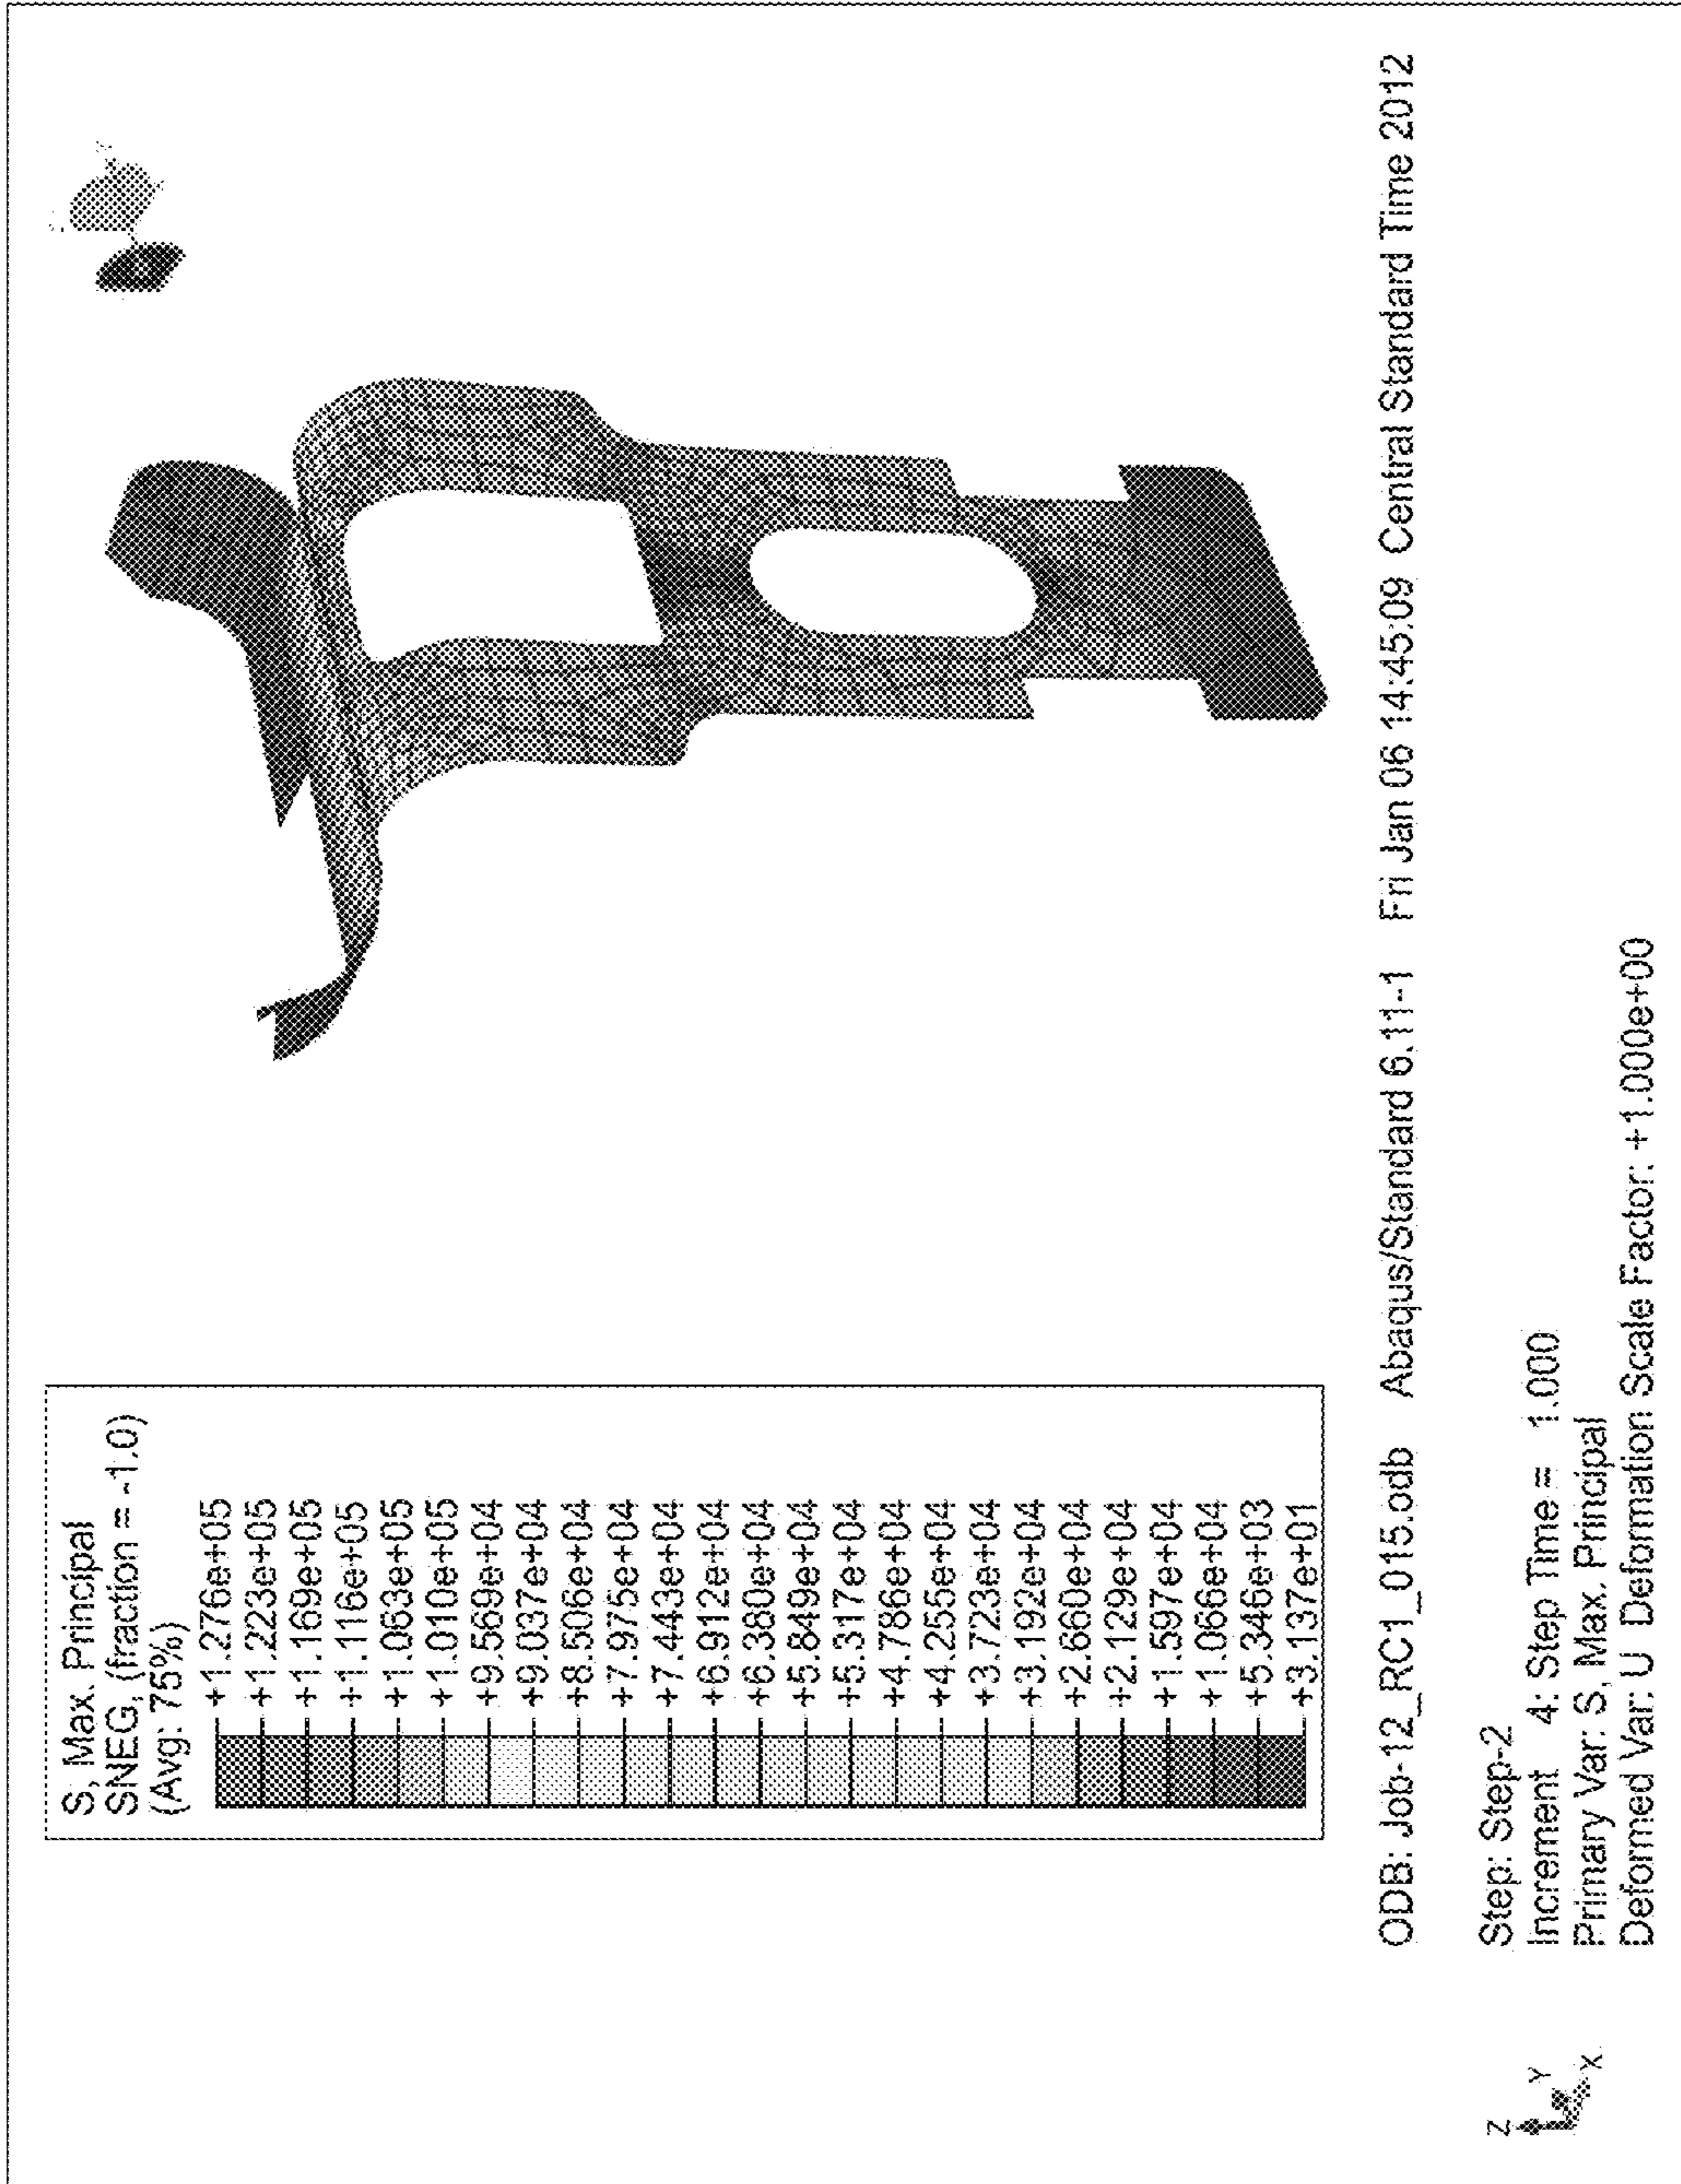 S, Max. Principal
SNEG, (fraction = -1.0)
(Avg: 75%)
+1.276e+05
+1.223e+05
+1.169e+05
+1.116e+05
+1.063e+05
+1.010e+05
+9.569e+04
+9.037e+04
+8.506e+04
+7.975e+04
+7.443e+04
+6.912e+04
+6.380e+04
+5.849e+04
+5.317e+04
+4.786e+04
+4.255e+04
+3.723e+04
+3.192e+04
+2.660e+04
+2.129e+04
+1.597e+04
+1.066e+04
+5.346e+03
+3.137e+01
ODB: Job-12_RC1_015.odb Abaqus/Standard 6.11-1 Fri Jan 06 14:45:09 Central Standard Time 2012
Step: Step-2
Increment 4: Step Time = 1.000
Primary Var: S, Max. Principal
Deformed Var: U Deformation Scale Factor: +1.000e+00
Z
Y
X